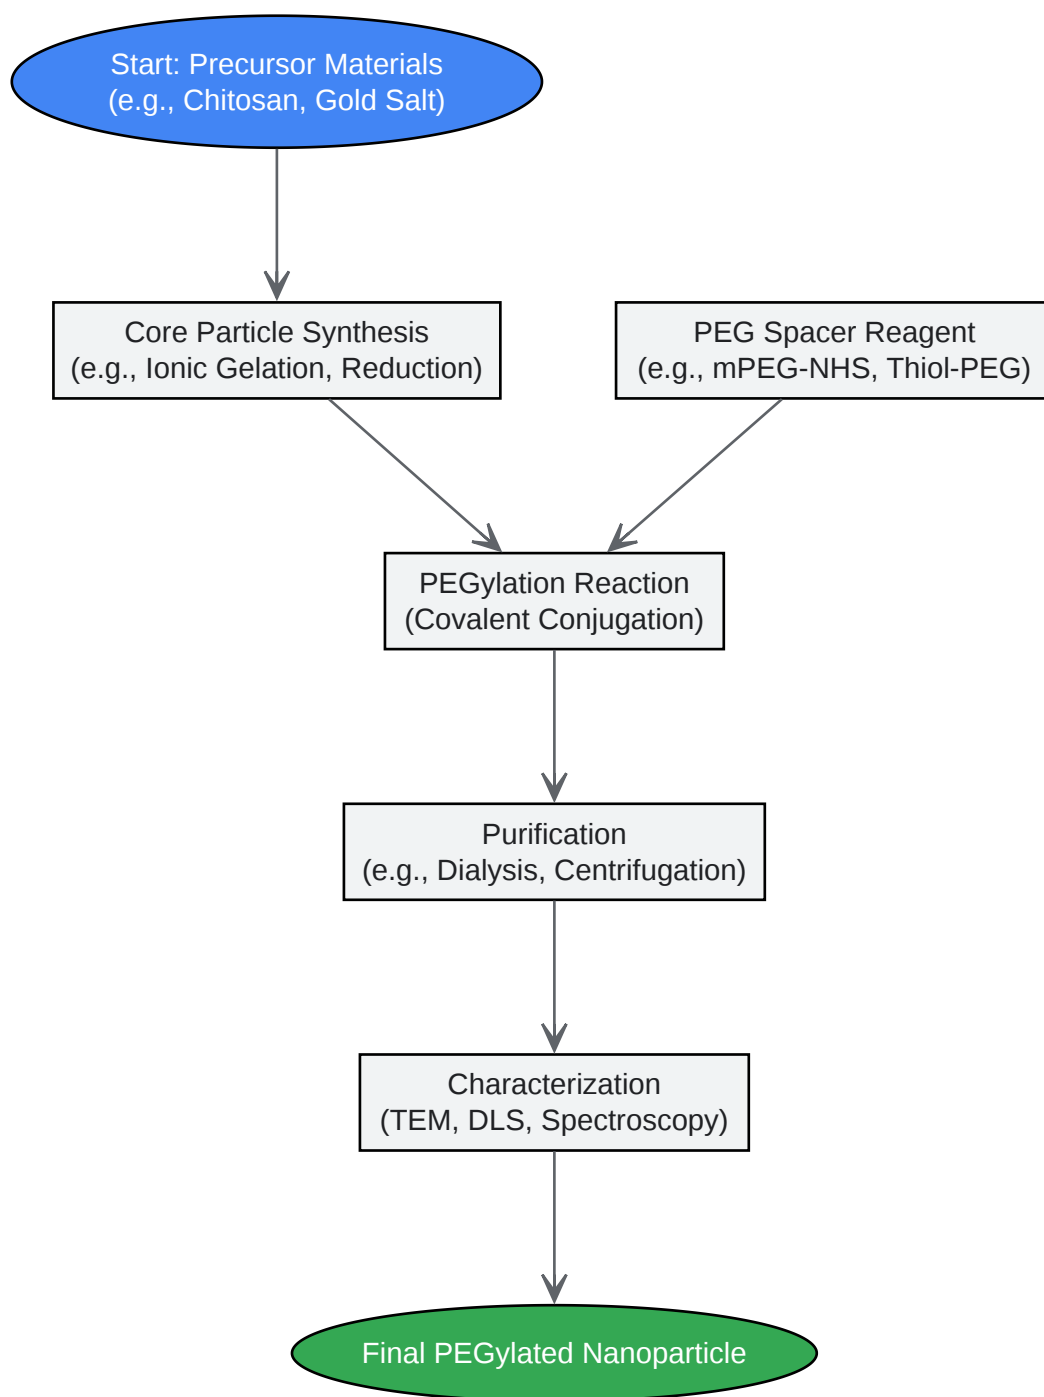 Start: Precursor Materials
(e.g., Chitosan, Gold Salt)
Core Particle Synthesis
(e.g., Ionic Gelation, Reduction)
PEG Spacer Reagent
(e.g., mPEG-NHS, Thiol-PEG)
PEGylation Reaction
(Covalent Conjugation)
Purification
(e.g., Dialysis, Centrifugation)
Characterization
(TEM, DLS, Spectroscopy)
Final PEGylated Nanoparticle